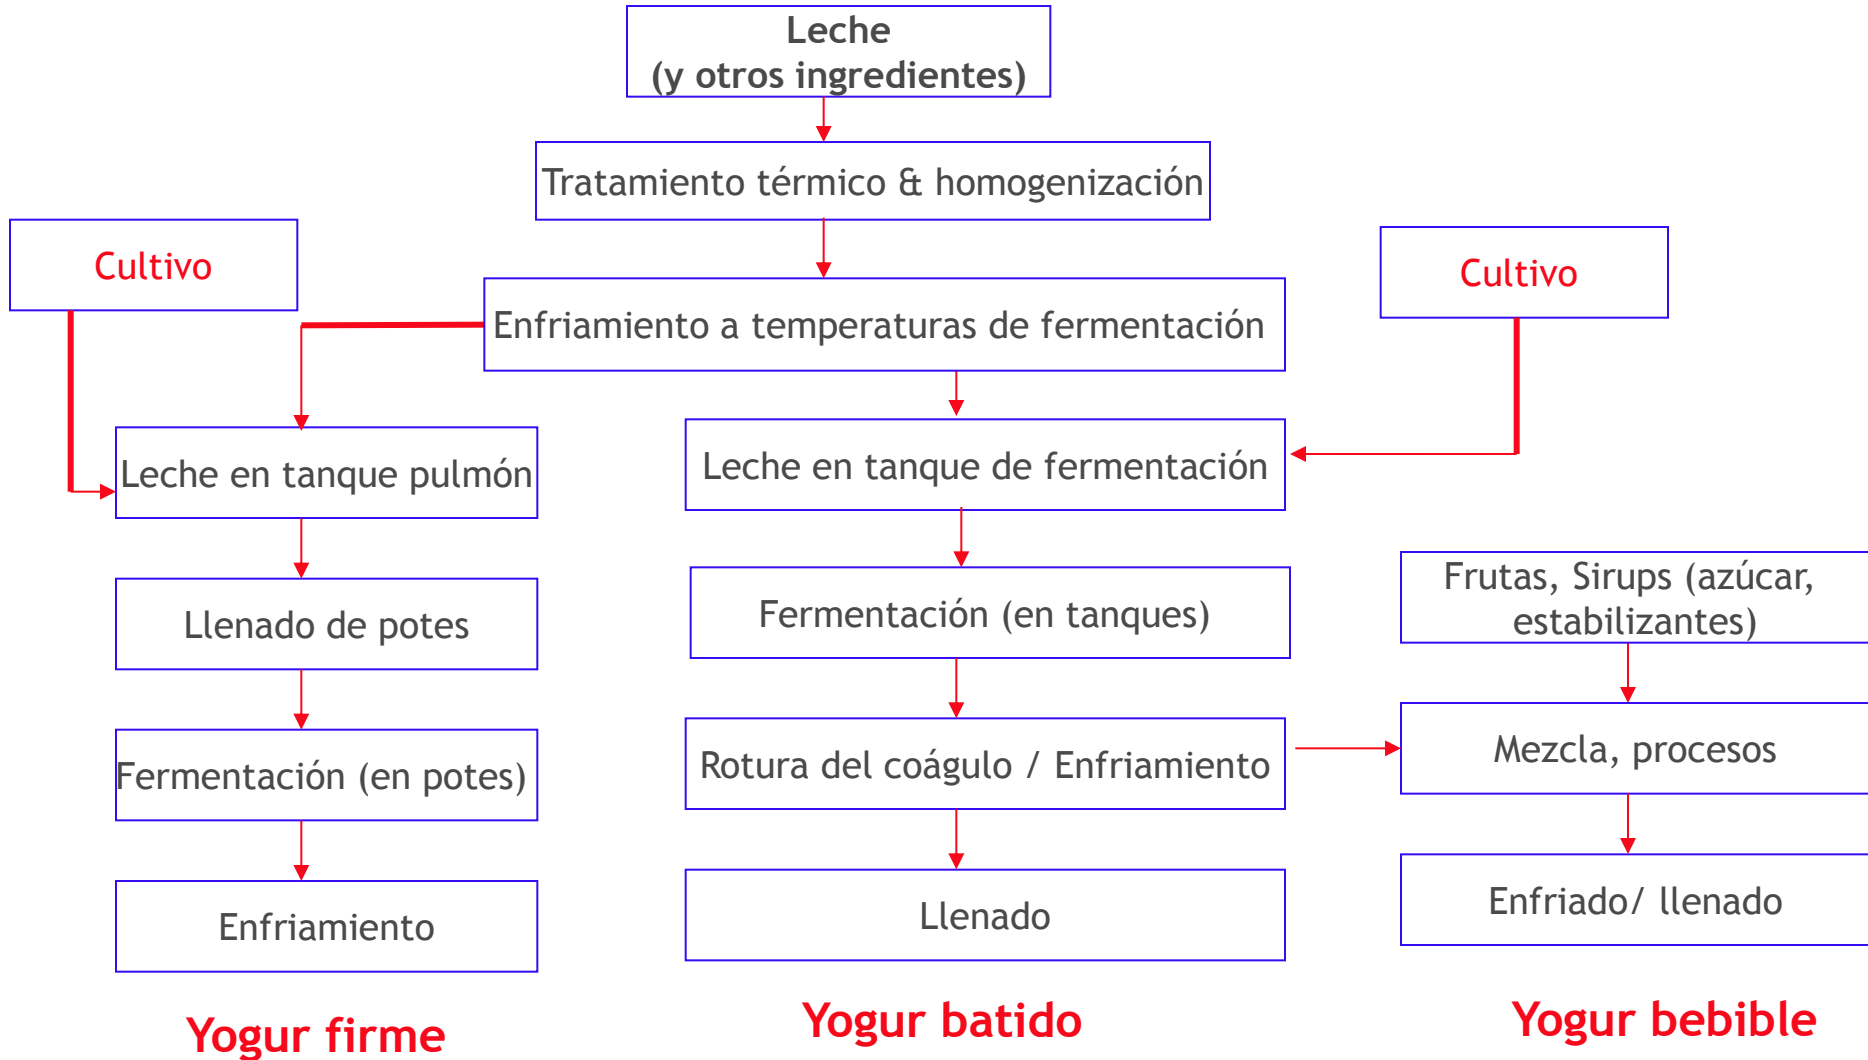 Leche
(y otros ingredientes)
Tratamiento térmico & homogenización
Cultivo
Cultivo
Enfriamiento a temperaturas de fermentación
Leche en tanque pulmón
Leche en tanque de fermentación
Llenado de potes
Fermentación (en tanques)
Frutas, Sirups (azúcar,
estabilizantes)
Fermentación (en potes)
Rotura del coágulo / Enfriamiento
Mezcla, procesos
Enfriamiento
Llenado
Enfriado/ llenado
Yogur firme
Yogur batido
Yogur bebible